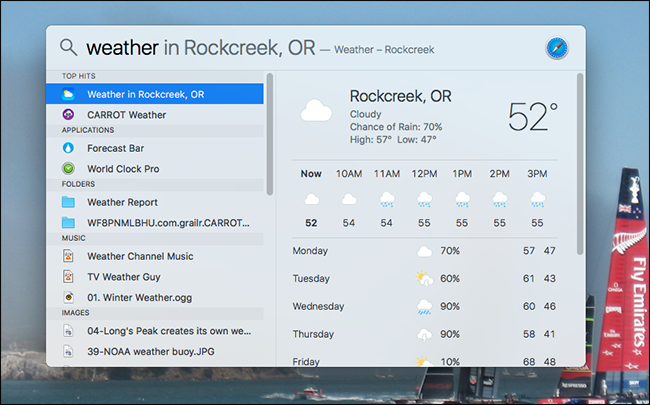 weather in Rockcreek, OR — Weather – Rockcreek
TOP HITS
Weather in Rockcreek, OR
CARROT Weather
APPLICATIONS
Forecast Bar
World Clock Pro
FOLDERS
Weather Report
WF8PNMLBHU.com.grailr.CARROT...
MUSIC
Weather Channel Music
TV Weather Guy
01. Winter Weather.ogg
IMAGES
04-Long's Peak creates its own we...
39-NOAA weather buoy.JPG
Rockcreek, OR
Cloudy
Chance of Rain: 70%
High: 57° Low: 47°
52°
Now 10AM 11AM 12PM 1PM 2PM 3PM
52 54 54 55 55 55 55
Monday 70% 57 47
Tuesday 60% 61 43
Wednesday 90% 60 46
Thursday 90% 58 41
Friday 10% 68 48
Fly Emirates